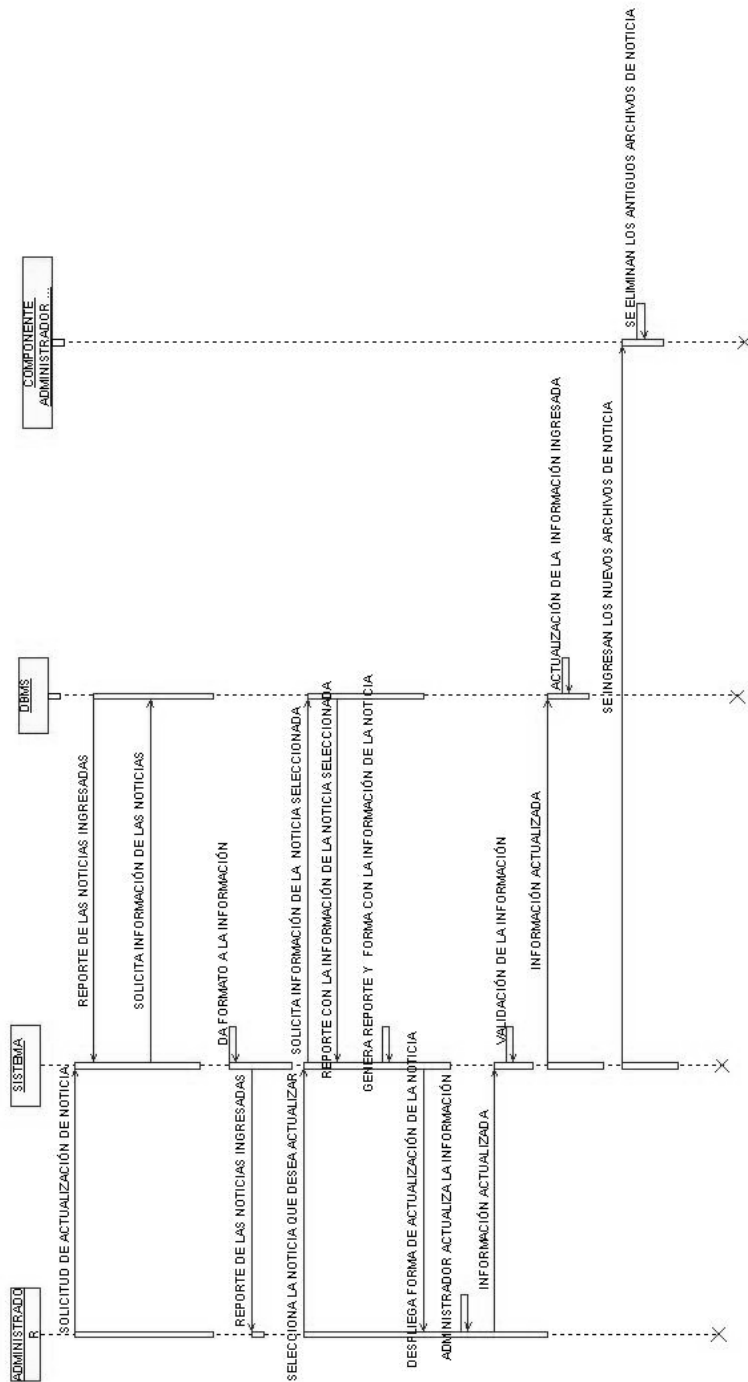 ADMINISTRADO
R
SISTEMA
DBMS
COMPONENTE
ADMINISTRADOR ...
SOLICITUD DE ACTUALIZACIÓN DE NOTICIA
REPORTE DE LAS NOTICIAS INGRESADAS
SOLICITA INFORMACIÓN DE LAS NOTICIAS
DA FORMATO A LA INFORMACIÓN
REPORTE DE LAS NOTICIAS INGRESADAS
SELECCIONA LA NOTICIA QUE DESEA ACTUALIZAR
SOLICITA INFORMACIÓN DE LA NOTICIA SELECCIONADA
REPORTE CON LA INFORMACIÓN DE LA NOTICIA SELECCIONADA
GENERA REPORTE Y FORMA CON LA INFORMACIÓN DE LA NOTICIA
DESPLIEGA FORMA DE ACTUALIZACIÓN DE LA NOTICIA
ADMINISTRADOR ACTUALIZA LA INFORMACIÓN
INFORMACIÓN ACTUALIZADA
VALIDACIÓN DE LA INFORMACIÓN
INFORMACIÓN ACTUALIZADA
ACTUALIZACIÓN DE LA INFORMACIÓN INGRESADA
SE INGRESAN LOS NUEVOS ARCHIVOS DE NOTICIA
SE ELIMINAN LOS ANTIGUOS ARCHIVOS DE NOTICIA